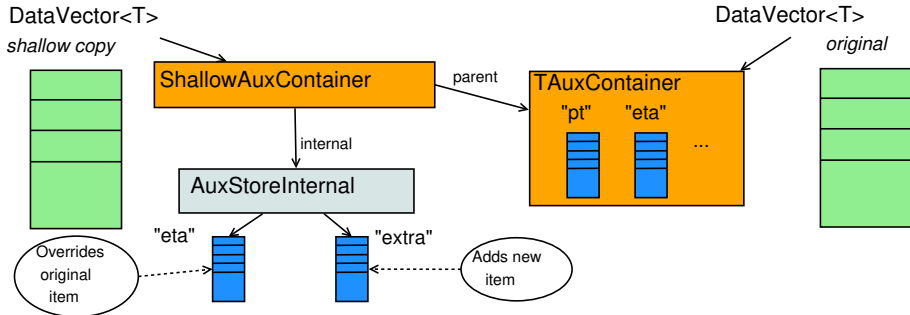 DataVector<T>
shallow copy
DataVector<T>
original
ShallowAuxContainer
parent
TAuxContainer
"pt"
"eta"
...
internal
AuxStoreInternal
"eta"
"extra"
Overrides
original
item
Adds new
item